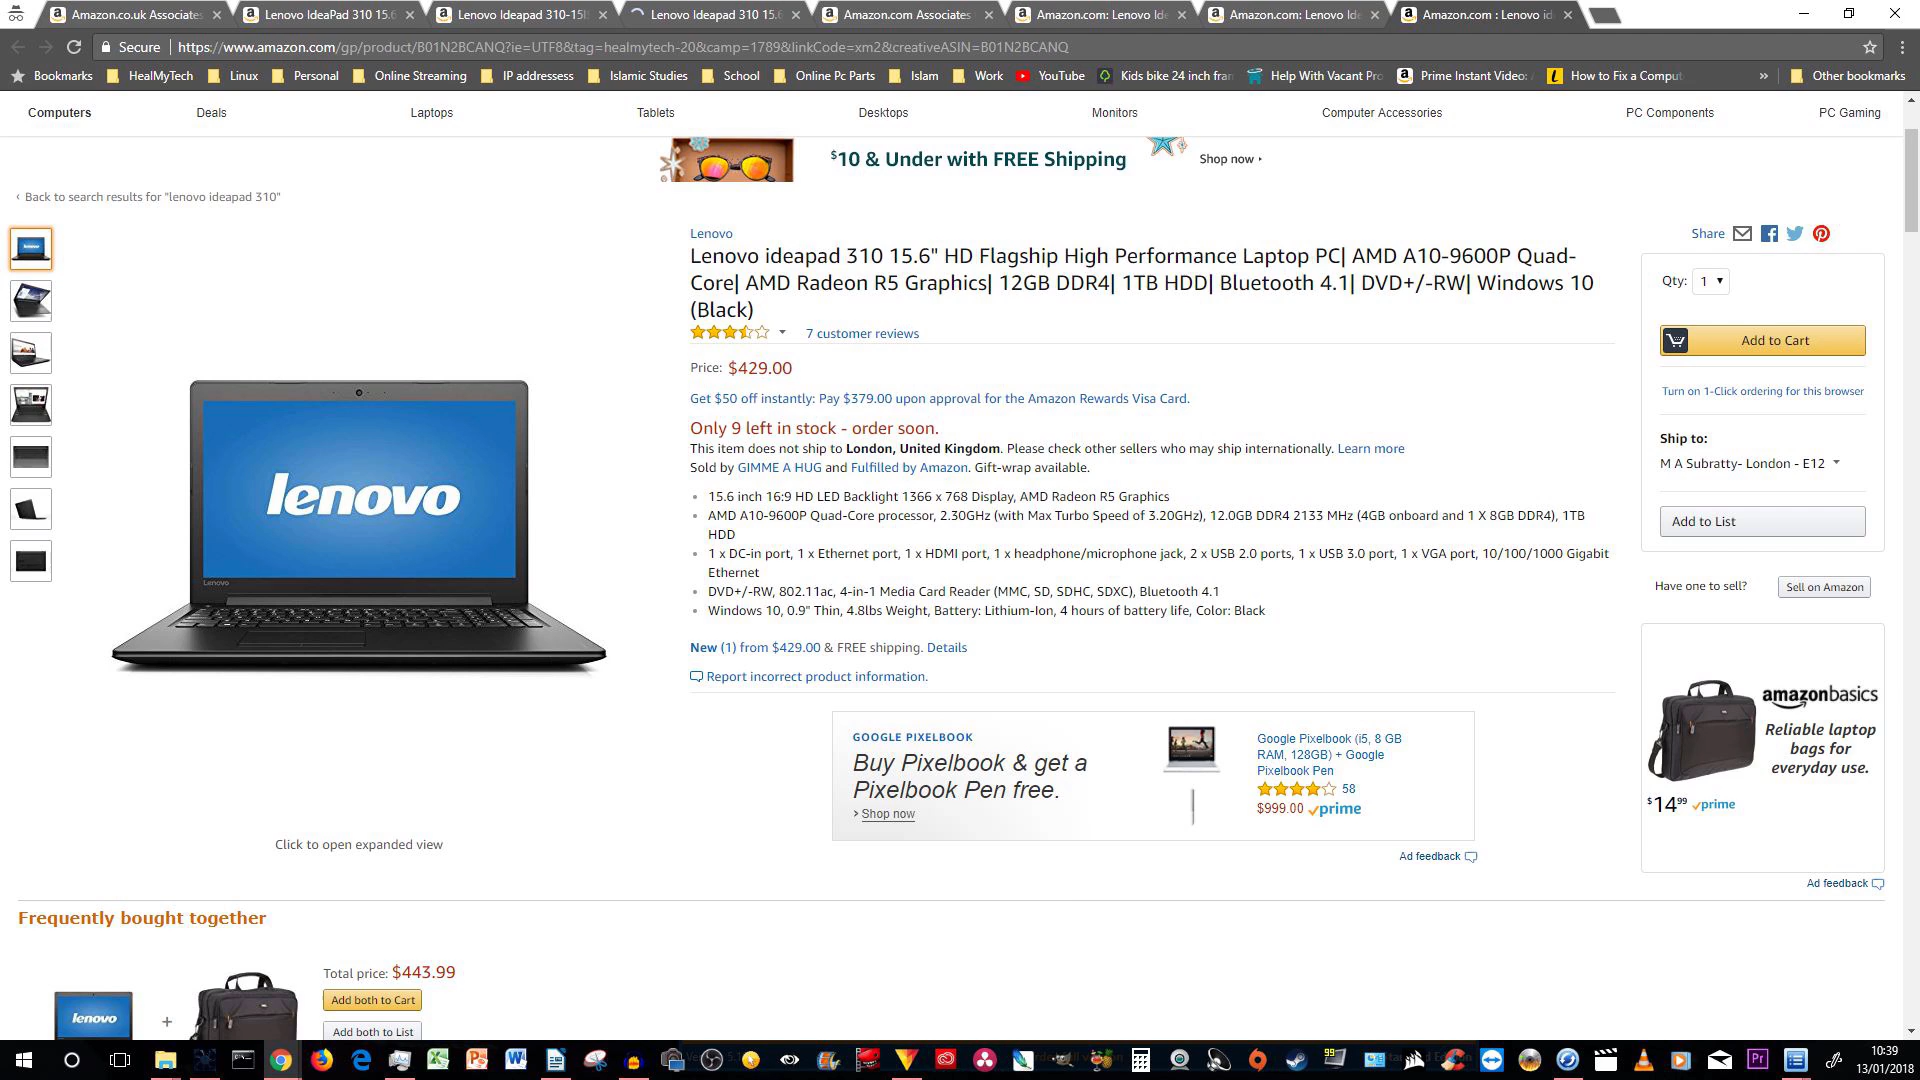 Amazon.co.uk Associates
Lenovo IdeaPad 310 15.6
Lenovo Ideapad 310-15I
Lenovo Ideapad 310 15.6
Amazon.com Associates
Amazon.com: Lenovo Ide
Amazon.com: Lenovo Ide
Amazon.com : Lenovo id
Secure
https://www.amazon.com/gp/product/B01N2BCANQ?ie=UTF8&tag=healmytech-20&camp=1789&linkCode=xm2&creativeASIN=B01N2BCANQ
Bookmarks
HealMyTech
Linux
Personal
Online Streaming
IP addressess
Islamic Studies
School
Online Pc Parts
Islam
Work
YouTube
Kids bike 24 inch fran
Help With Vacant Pro
Prime Instant Video:
How to Fix a Comput
»
Other bookmarks
Computers
Deals
Laptops
Tablets
Desktops
Monitors
Computer Accessories
PC Components
PC Gaming
$10 & Under with FREE Shipping
Shop now ›
‹ Back to search results for "lenovo ideapad 310"
Lenovo
Lenovo ideapad 310 15.6" HD Flagship High Performance Laptop PC| AMD A10-9600P Quad-
Core| AMD Radeon R5 Graphics| 12GB DDR4| 1TB HDD| Bluetooth 4.1| DVD+/-RW| Windows 10
(Black)
7 customer reviews
Price: $429.00
Get $50 off instantly: Pay $379.00 upon approval for the Amazon Rewards Visa Card.
Only 9 left in stock - order soon.
This item does not ship to London, United Kingdom. Please check other sellers who may ship internationally. Learn more
Sold by GIMME A HUG and Fulfilled by Amazon. Gift-wrap available.
15.6 inch 16:9 HD LED Backlight 1366 x 768 Display, AMD Radeon R5 Graphics
AMD A10-9600P Quad-Core processor, 2.30GHz (with Max Turbo Speed of 3.20GHz), 12.0GB DDR4 2133 MHz (4GB onboard and 1 X 8GB DDR4), 1TB
HDD
1 x DC-in port, 1 x Ethernet port, 1 x HDMI port, 1 x headphone/microphone jack, 2 x USB 2.0 ports, 1 x USB 3.0 port, 1 x VGA port, 10/100/1000 Gigabit
Ethernet
DVD+/-RW, 802.11ac, 4-in-1 Media Card Reader (MMC, SD, SDHC, SDXC), Bluetooth 4.1
Windows 10, 0.9" Thin, 4.8lbs Weight, Battery: Lithium-Ion, 4 hours of battery life, Color: Black
New (1) from $429.00 & FREE shipping. Details
Report incorrect product information.
lenovo
lenovo
Lenovo
Click to open expanded view
GOOGLE PIXELBOOK
Buy Pixelbook & get a
Pixelbook Pen free.
› Shop now
Google Pixelbook (i5, 8 GB
RAM, 128GB) + Google
Pixelbook Pen
58
$999.00 prime
Ad feedback
Share
Qty: 1
Add to Cart
Turn on 1-Click ordering for this browser
Ship to:
M A Subratty- London - E12
Add to List
Have one to sell?
Sell on Amazon
amazonbasics
Reliable laptop
bags for
everyday use.
$14.99 prime
Ad feedback
Frequently bought together
lenovo
+
Total price: $443.99
Add both to Cart
Add both to List
10:39
13/01/2018